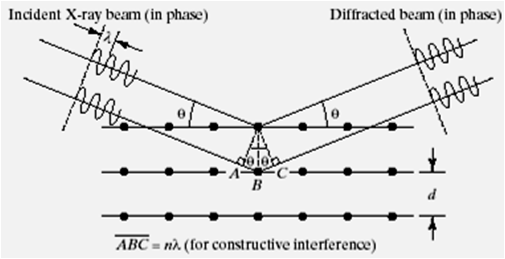 Incident X-ray beam (in phase)
Diffracted beam (in phase)
λ
θ
θ
θ θ
A
B
C
d
ABC = nλ (for constructive interference)